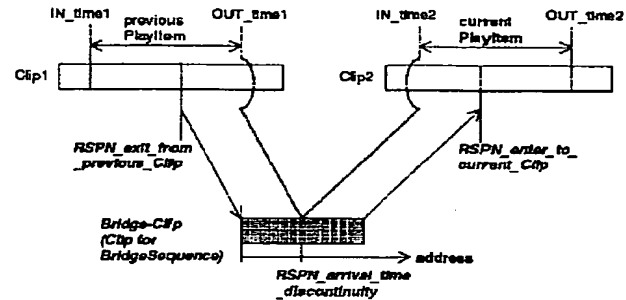 IN_time1
previous
PlayItem
OUT_time1
IN_time2
current
PlayItem
OUT_time2
Clip1
Clip2
RSPN_exit_from
_previous_Clip
RSPN_enter_to_
current_Clip
Bridge-Clip
(Clip for
BridgeSequence)
address
RSPN_arrival_time
_discontinuity